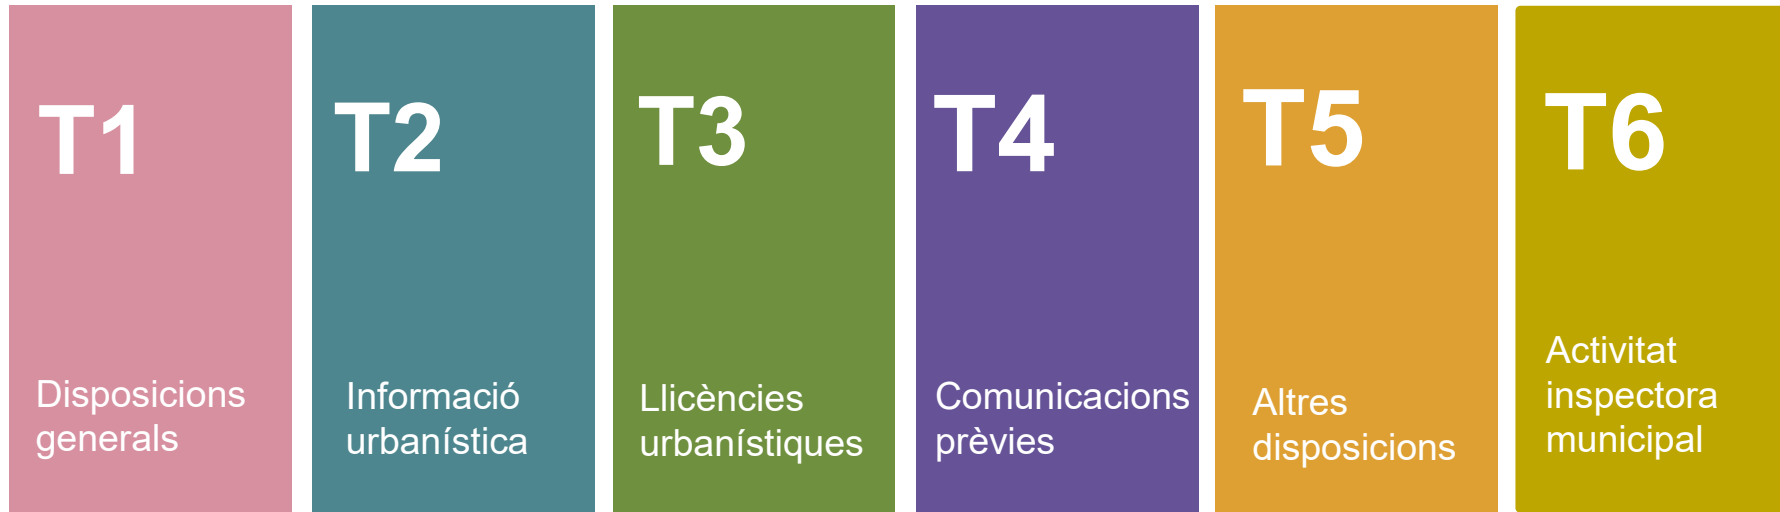 T1
Disposicions
generals
T2
Informació
urbanística
T3
Llicències
urbanístiques
T4
Comunicacions
prèvies
T5
Altres
disposicions
T6
Activitat
inspectora
municipal